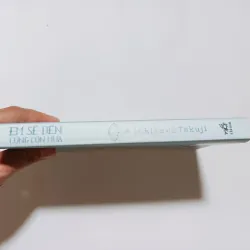 EM SẼ ĐẾN
CÙNG CƠN MƯA
Ichikawa Takuji